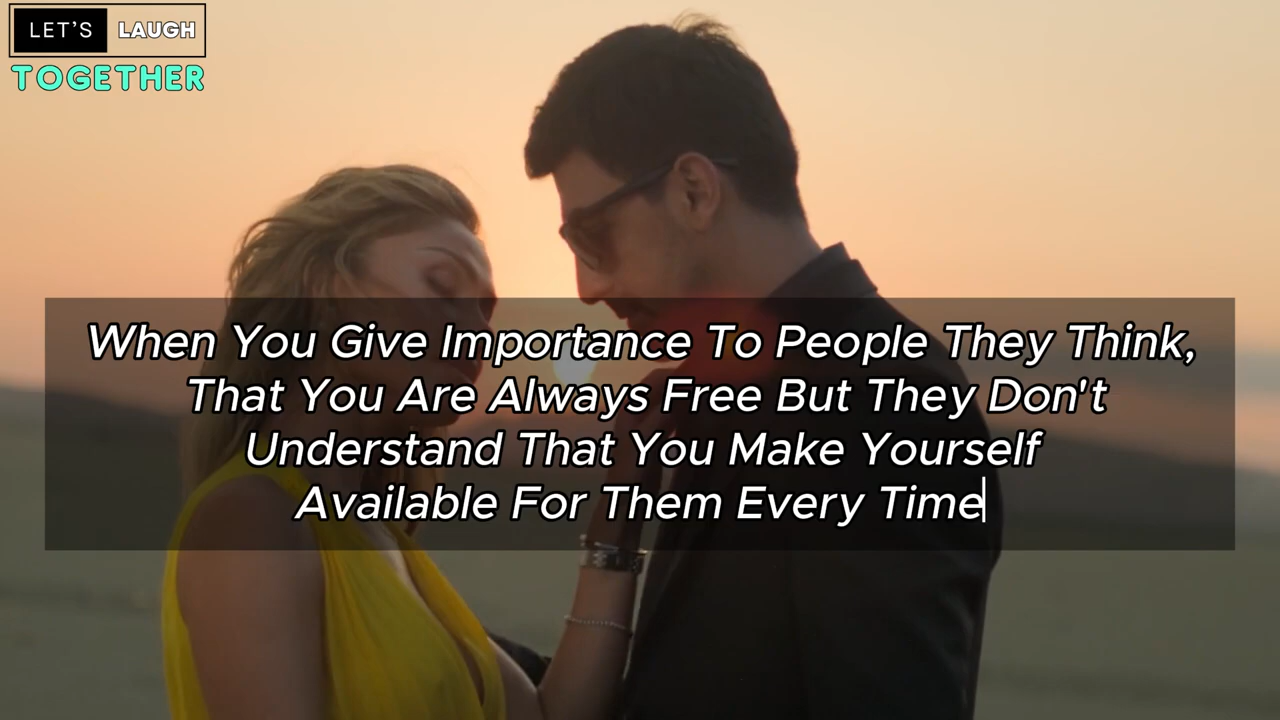 LET'S LAUGH
TOGETHER
When You Give Importance To People They Think,
That You Are Always Free But They Don't
Understand That You Make Yourself
Available For Them Every Time